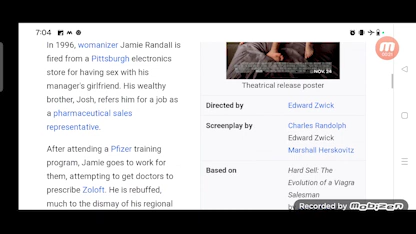 7:04
In 1996, womanizer Jamie Randall is
fired from a Pittsburgh electronics
store for having sex with his
manager's girlfriend. His wealthy
brother, Josh, refers him for a job as
a pharmaceutical sales
representative.
After attending a Pfizer training
program, Jamie goes to work for
them, attempting to get doctors to
prescribe Zoloft. He is rebuffed,
much to the dismay of his regional
NOV. 24
Theatrical release poster
Directed by Edward Zwick
Screenplay by Charles Randolph
Edward Zwick
Marshall Herskovitz
Based on Hard Sell: The
Evolution of a Viagra
Salesman
Recorded by Mobizen